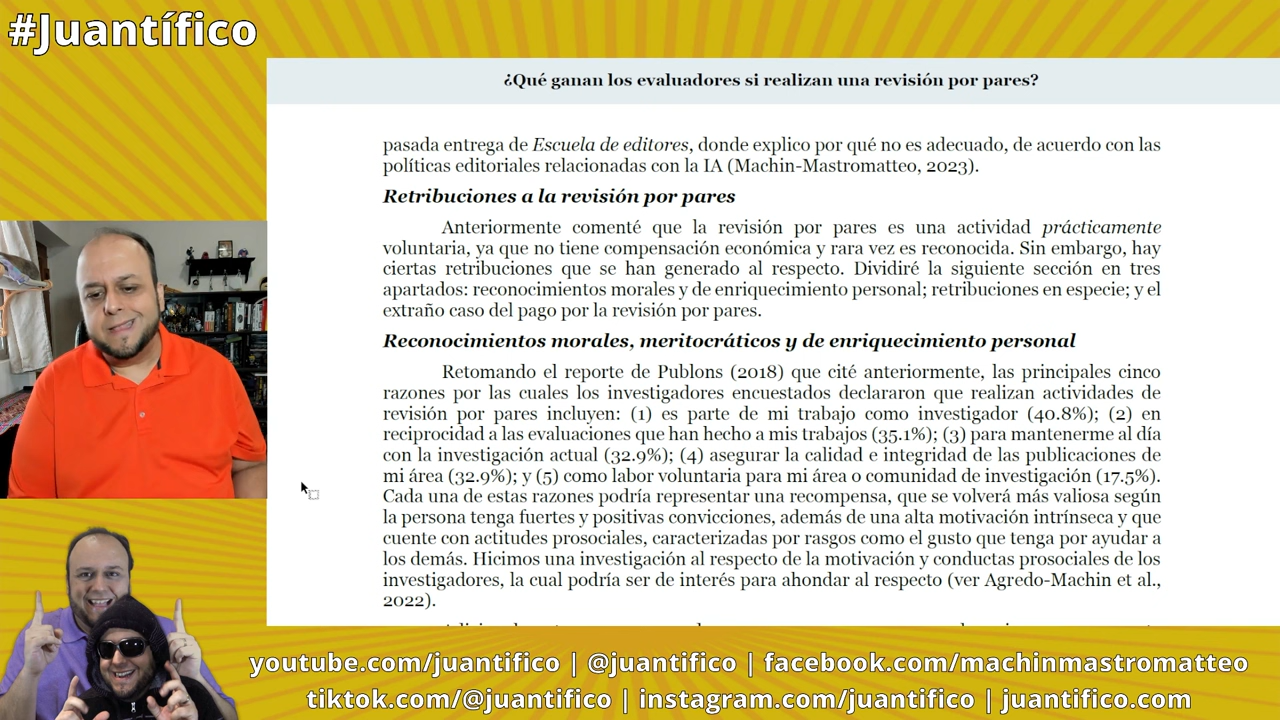 #Juantífico
¿Qué ganan los evaluadores si realizan una revisión por pares?
pasada entrega de Escuela de editores, donde explico por qué no es adecuado, de acuerdo con las
políticas editoriales relacionadas con la IA (Machin-Mastromatteo, 2023).
Retribuciones a la revisión por pares
Anteriormente comenté que la revisión por pares es una actividad prácticamente
voluntaria, ya que no tiene compensación económica y rara vez es reconocida. Sin embargo, hay
ciertas retribuciones que se han generado al respecto. Dividiré la siguiente sección en tres
apartados: reconocimientos morales y de enriquecimiento personal; retribuciones en especie; y el
extraño caso del pago por la revisión por pares.
Reconocimientos morales, meritocráticos y de enriquecimiento personal
Retomando el reporte de Publons (2018) que cité anteriormente, las principales cinco
razones por las cuales los investigadores encuestados declararon que realizan actividades de
revisión por pares incluyen: (1) es parte de mi trabajo como investigador (40.8%); (2) en
reciprocidad a las evaluaciones que han hecho a mis trabajos (35.1%); (3) para mantenerme al día
con la investigación actual (32.9%); (4) asegurar la calidad e integridad de las publicaciones de
mi área (32.9%); y (5) como labor voluntaria para mi área o comunidad de investigación (17.5%).
Cada una de estas razones podría representar una recompensa, que se volverá más valiosa según
la persona tenga fuertes y positivas convicciones, además de una alta motivación intrínseca y que
cuente con actitudes prosociales, caracterizadas por rasgos como el gusto que tenga por ayudar a
los demás. Hicimos una investigación al respecto de la motivación y conductas prosociales de los
investigadores, la cual podría ser de interés para ahondar al respecto (ver Agredo-Machin et al.,
2022).
youtube.com/juantifico | @juantifico | facebook.com/machinmastromatteo
tiktok.com/@juantifico | instagram.com/juantifico | juantifico.com